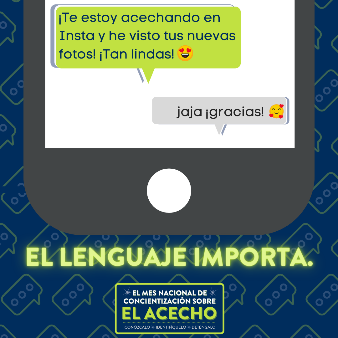 ¡Te estoy acechando en
Insta y he visto tus nuevas
fotos! ¡Tan lindas! 😍
jaja ¡gracias! 🥰
EL LENGUAJE IMPORTA.
EL MES NACIONAL DE
CONCIENTIZACIÓN SOBRE
EL ACECHO